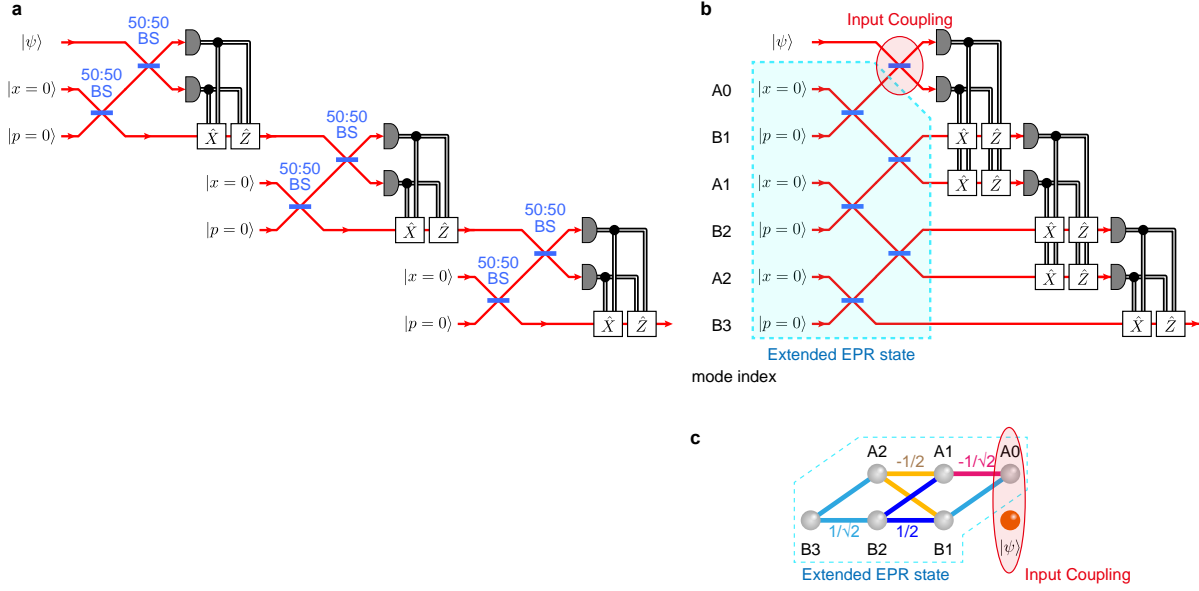 a
50:50
BS
|ψ⟩
50:50
BS
|x = 0⟩
|p = 0⟩
X̂
Ẑ
50:50
BS
50:50
BS
|x = 0⟩
|p = 0⟩
X̂
Ẑ
50:50
BS
50:50
BS
|x = 0⟩
|p = 0⟩
X̂
Ẑ
b
Input Coupling
|ψ⟩
A0
|x = 0⟩
B1
|p = 0⟩
X̂
Ẑ
A1
|x = 0⟩
X̂
Ẑ
B2
|p = 0⟩
X̂
Ẑ
A2
|x = 0⟩
X̂
Ẑ
B3
|p = 0⟩
X̂
Ẑ
Extended EPR state
mode index
c
A2
A1
A0
-1/2
-1/√2
1/√2
1/2
B3
B2
B1
|ψ⟩
Extended EPR state
Input Coupling